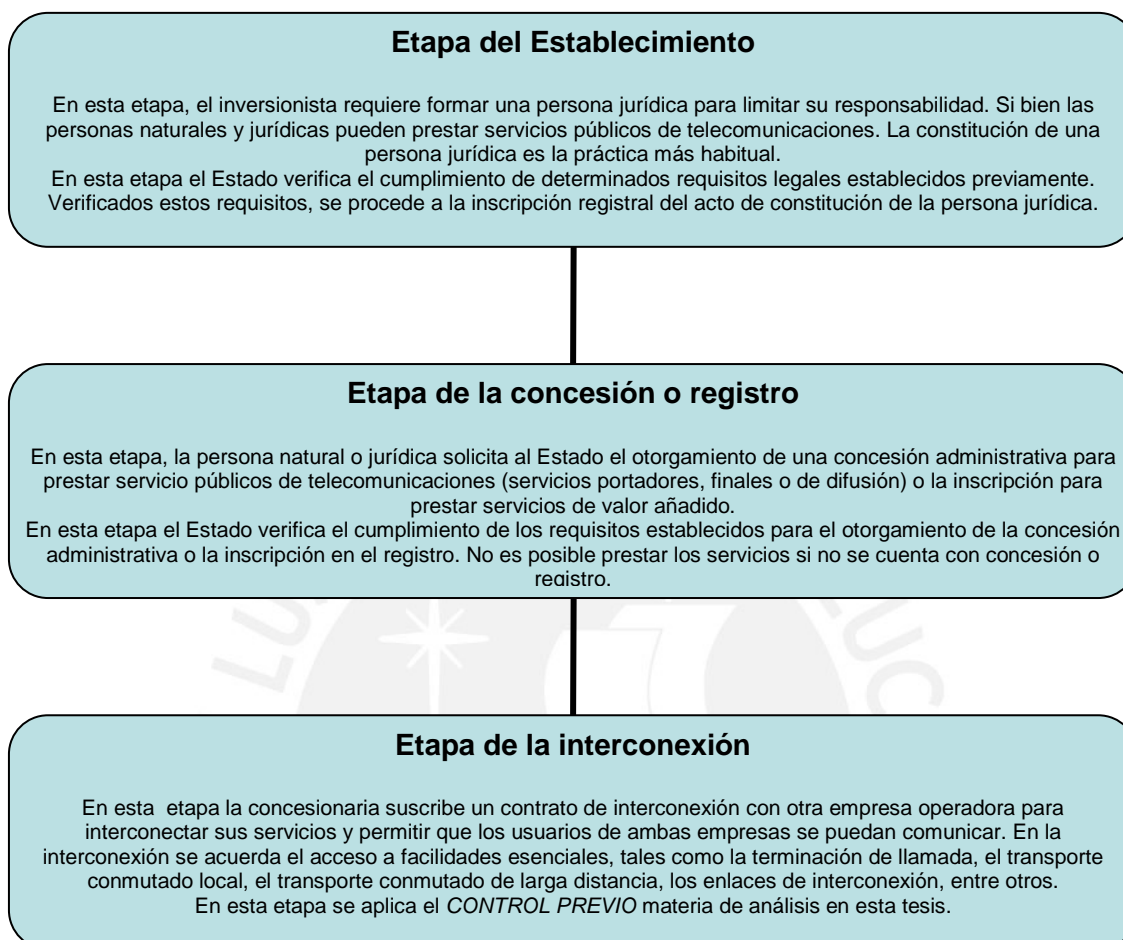 Etapa del Establecimiento
En esta etapa, el inversionista requiere formar una persona jurídica para limitar su responsabilidad. Si bien las
personas naturales y jurídicas pueden prestar servicios públicos de telecomunicaciones. La constitución de una
persona jurídica es la práctica más habitual.
En esta etapa el Estado verifica el cumplimiento de determinados requisitos legales establecidos previamente.
Verificados estos requisitos, se procede a la inscripción registral del acto de constitución de la persona jurídica.
Etapa de la concesión o registro
En esta etapa, la persona natural o jurídica solicita al Estado el otorgamiento de una concesión administrativa para
prestar servicio públicos de telecomunicaciones (servicios portadores, finales o de difusión) o la inscripción para
prestar servicios de valor añadido.
En esta etapa el Estado verifica el cumplimiento de los requisitos establecidos para el otorgamiento de la concesión
administrativa o la inscripción en el registro. No es posible prestar los servicios si no se cuenta con concesión o
registro.
Etapa de la interconexión
En esta etapa la concesionaria suscribe un contrato de interconexión con otra empresa operadora para
interconectar sus servicios y permitir que los usuarios de ambas empresas se puedan comunicar. En la
interconexión se acuerda el acceso a facilidades esenciales, tales como la terminación de llamada, el transporte
conmutado local, el transporte conmutado de larga distancia, los enlaces de interconexión, entre otros.
En esta etapa se aplica el CONTROL PREVIO materia de análisis en esta tesis.